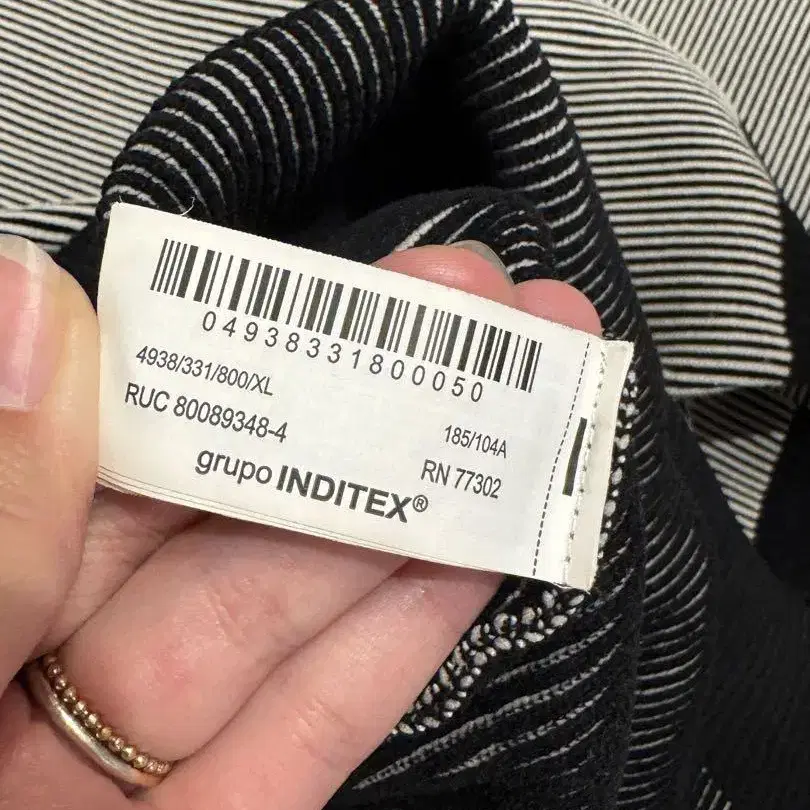 04938331800050
4938/331/800/XL
185/104A
RUC 80089348-4
RN 77302
grupo INDITEX®